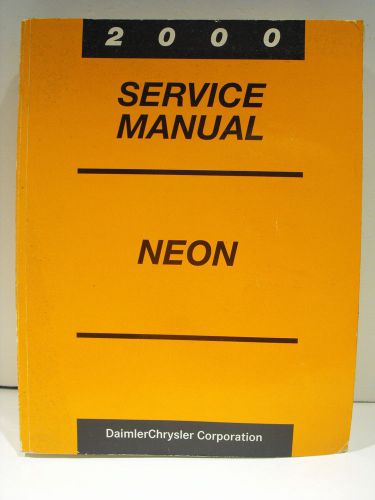 2000
SERVICE
MANUAL
NEON
DaimlerChrysler Corporation